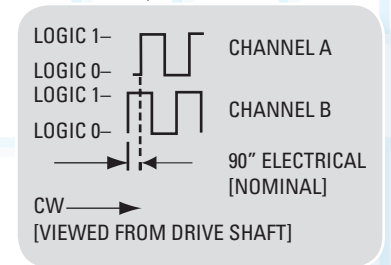 LOGIC 1–
CHANNEL A
LOGIC 0–
LOGIC 1–
CHANNEL B
LOGIC 0–
90” ELECTRICAL
[NOMINAL]
CW
[VIEWED FROM DRIVE SHAFT]